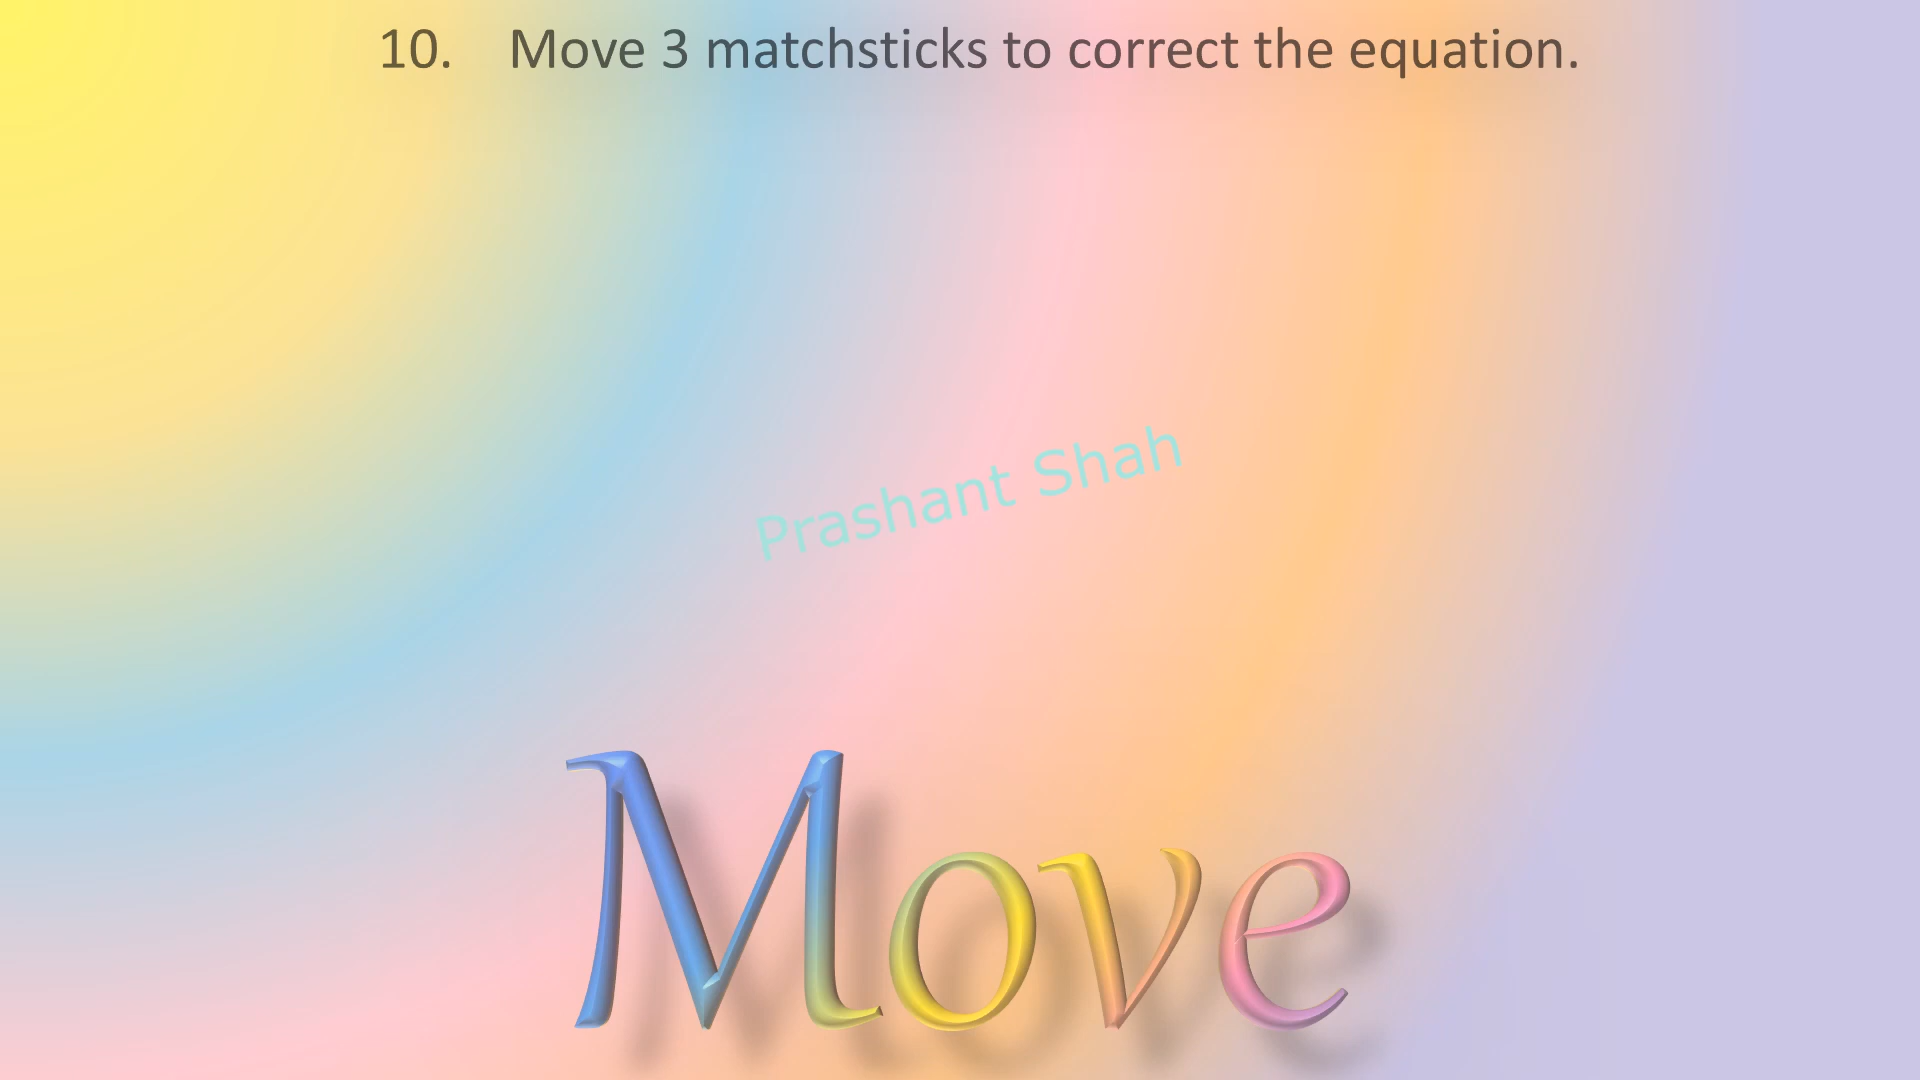 10. Move 3 matchsticks to correct the equation.
Prashant Shah
Move